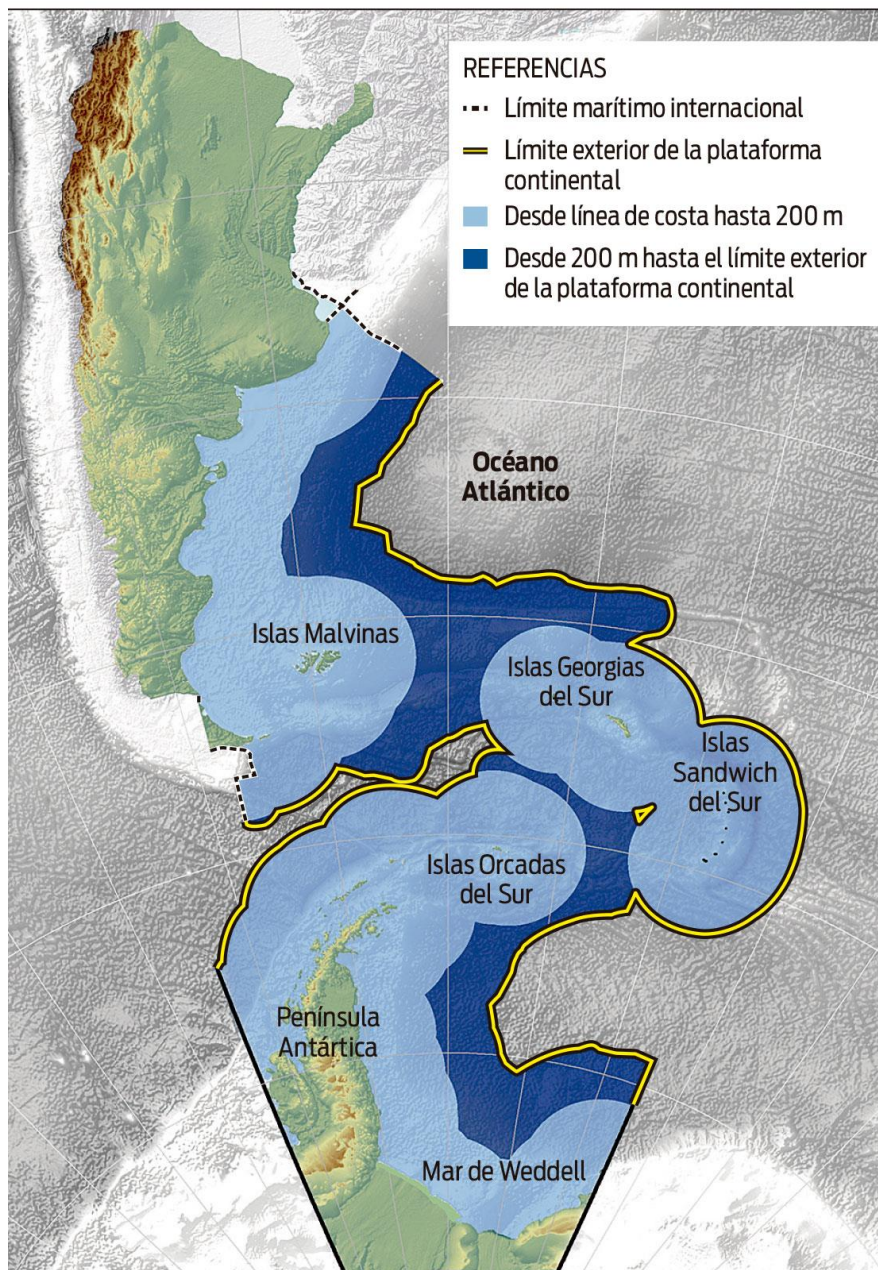 REFERENCIAS
Límite marítimo internacional
Límite exterior de la plataforma
continental
Desde línea de costa hasta 200 m
Desde 200 m hasta el límite exterior
de la plataforma continental
Océano
Atlántico
Islas Malvinas
Islas Georgias
del Sur
Islas
Sandwich
del Sur
Islas Orcadas
del Sur
Península
Antártica
Mar de Weddell